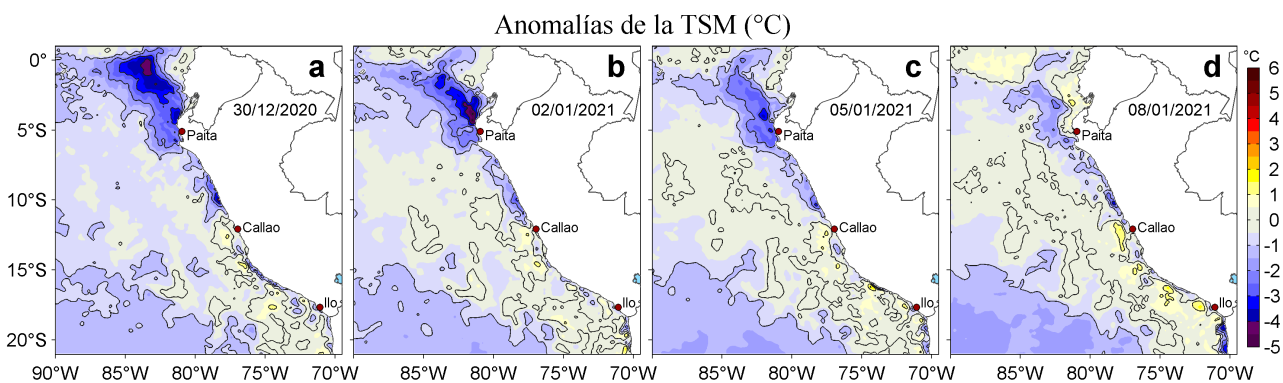 Anomalías de la TSM (°C)
a
b
c
d
°C
30/12/2020
02/01/2021
05/01/2021
08/01/2021
Paita
Paita
Paita
Paita
Callao
Callao
Callao
Callao
Ilo
Ilo
Ilo
Ilo
0°
5°S
10°S
15°S
20°S
90°W 85°W 80°W 75°W 70°W
85°W 80°W 75°W 70°W
85°W 80°W 75°W 70°W
85°W 80°W 75°W 70°W
6
5
4
3
2
1
0
-1
-2
-3
-4
-5